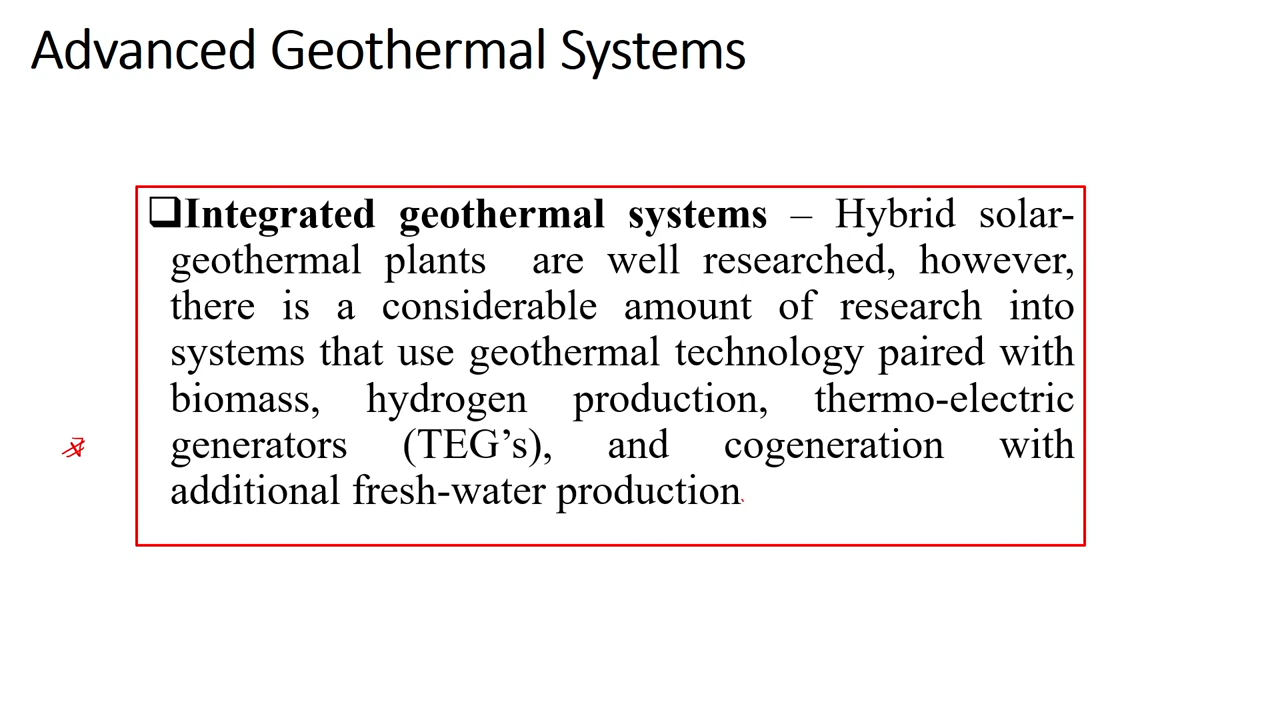 Advanced Geothermal Systems
❑Integrated geothermal systems – Hybrid solar-
geothermal plants are well researched, however,
there is a considerable amount of research into
systems that use geothermal technology paired with
biomass, hydrogen production, thermo-electric
generators (TEG’s), and cogeneration with
additional fresh-water production